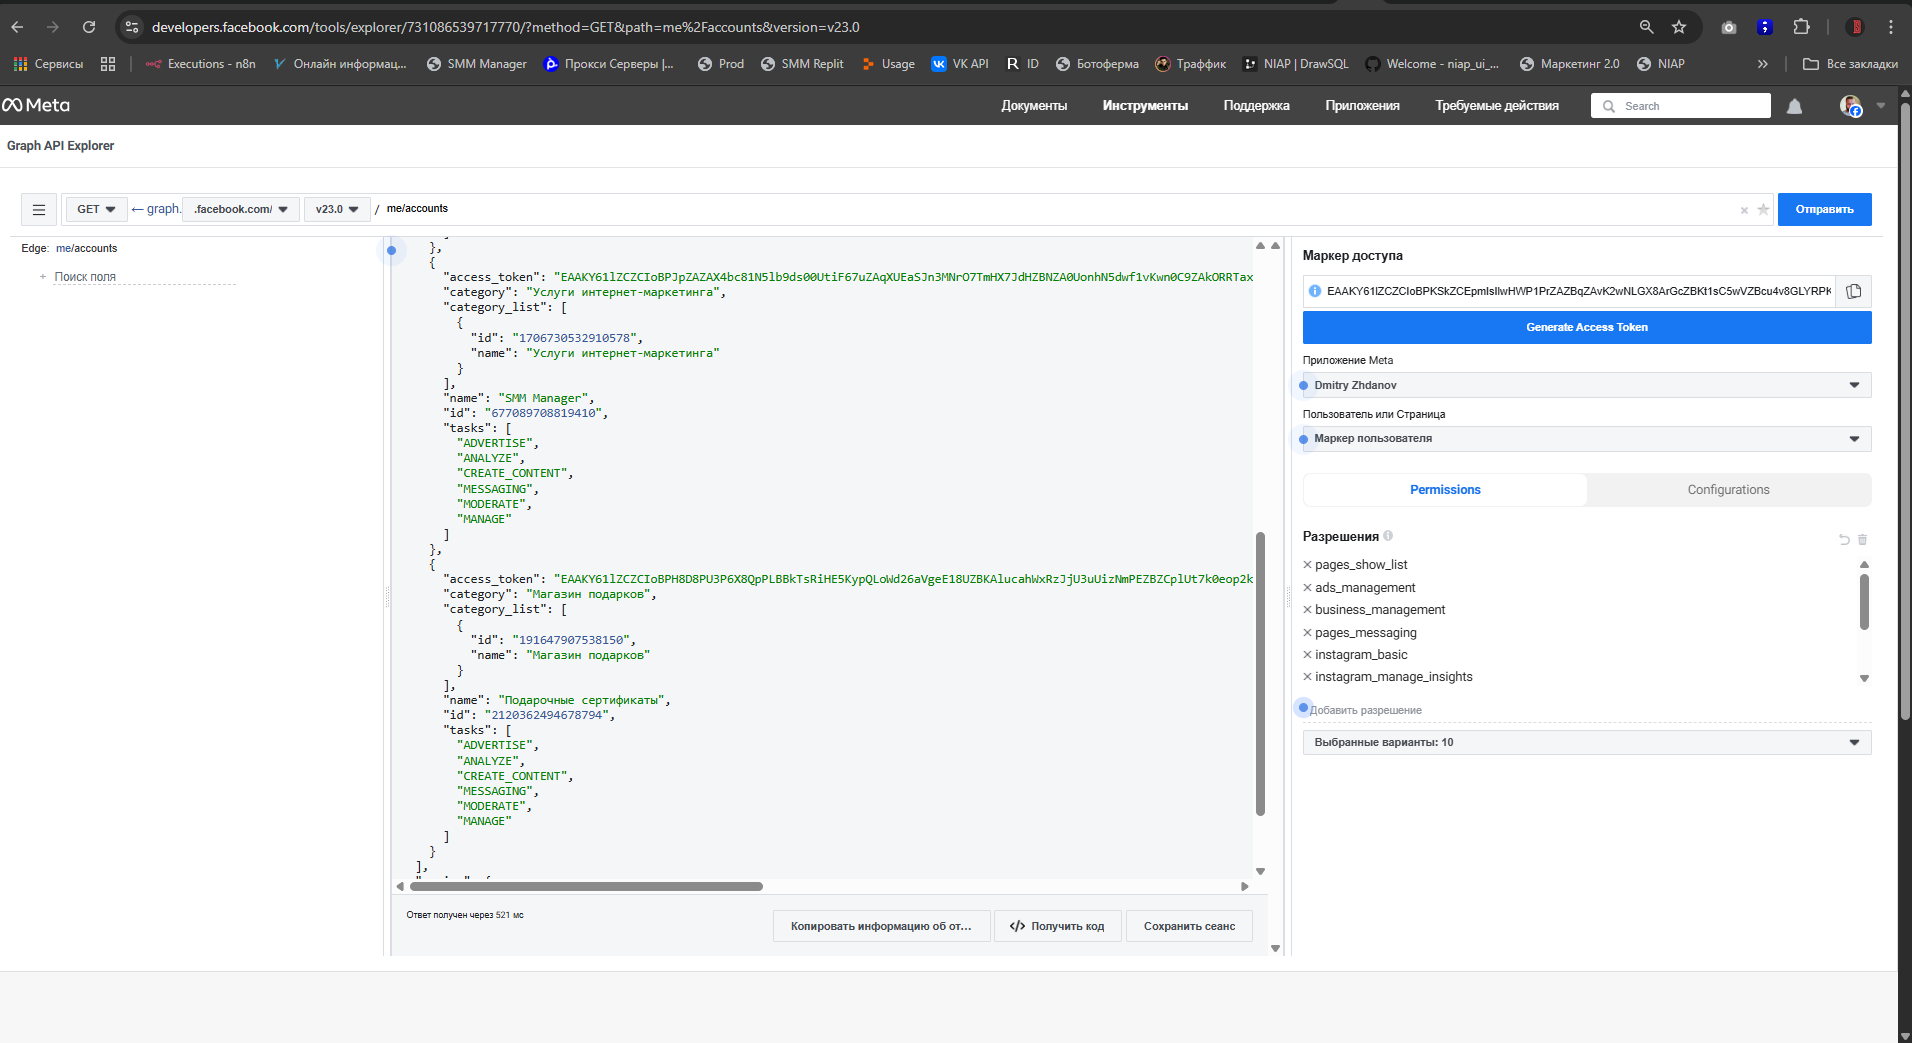 developers.facebook.com/tools/explorer/731086539717770/?method=GET&path=me%2Faccounts&version=v23.0
Сервисы
Executions - n8n
Онлайн информац...
SMM Manager
Прокси Серверы |...
Prod
SMM Replit
Usage
VK API
ID
Ботоферма
Траффик
NIAP | DrawSQL
Welcome - niap_ui_...
Маркетинг 2.0
NIAP
Все закладки
Meta
Документы
Инструменты
Поддержка
Приложения
Требуемые действия
Search
Graph API Explorer
GET
graph.
.facebook.com/
v23.0
/
me/accounts
Отправить
Edge: me/accounts
+ Поиск поля
},
{
"access_token":
"category": "Услуги интернет-маркетинга",
"category_list": [
{
"id": "1706730532910578",
"name": "Услуги интернет-маркетинга"
}
],
"name": "SMM Manager",
"id": "677089708819410",
"tasks": [
"ADVERTISE",
"ANALYZE",
"CREATE_CONTENT",
"MESSAGING",
"MODERATE",
"MANAGE"
]
},
{
"access_token":
"category": "Магазин подарков",
"category_list": [
{
"id": "191647907538150",
"name": "Магазин подарков"
}
],
"name": "Подарочные сертификаты",
"id": "2120362494678794",
"tasks": [
"ADVERTISE",
"ANALYZE",
"CREATE_CONTENT",
"MESSAGING",
"MODERATE",
"MANAGE"
]
}
],
Ответ получен через 521 мс
Копировать информацию об от...
</> Получить код
Сохранить сеанс
Маркер доступа
Generate Access Token
Приложение Meta
Dmitry Zhdanov
Пользователь или Страница
Маркер пользователя
Permissions
Configurations
Разрешения
pages_show_list
ads_management
business_management
pages_messaging
instagram_basic
instagram_manage_insights
Добавить разрешение
Выбранные варианты: 10